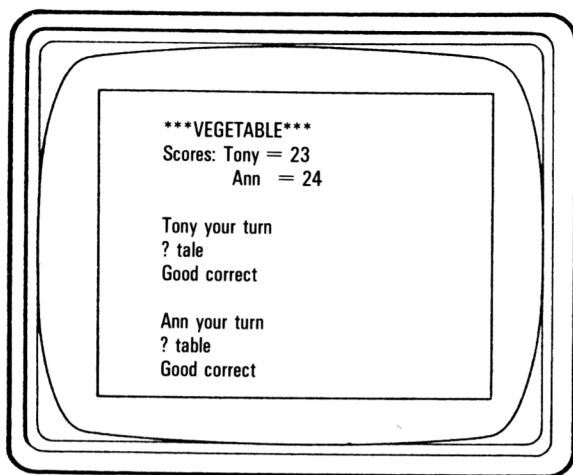 ***VEGETABLE***
Scores: Tony = 23
Ann = 24
Tony your turn
? tale
Good correct
Ann your turn
? table
Good correct